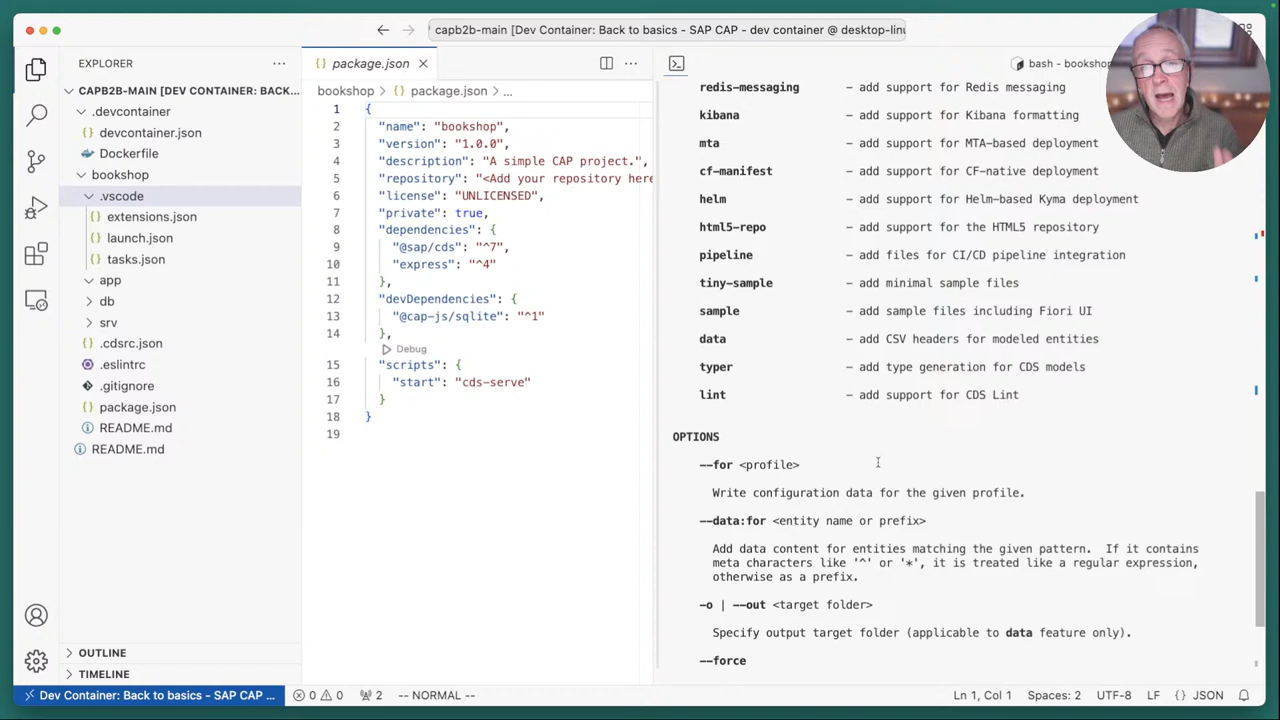 capb2b-main [Dev Container: Back to basics - SAP CAP - dev container @ desktop-linu
EXPLORER
CAPB2B-MAIN [DEV CONTAINER: BACK...
.devcontainer
devcontainer.json
Dockerfile
bookshop
.vscode
extensions.json
launch.json
tasks.json
app
db
srv
.cdsrc.json
.eslintrc
.gitignore
package.json
README.md
README.md
OUTLINE
TIMELINE
package.json
bookshop > {} package.json > ...
1 {
2 "name": "bookshop",
3 "version": "1.0.0",
4 "description": "A simple CAP project.",
5 "repository": "<Add your repository here
6 "license": "UNLICENSED",
7 "private": true,
8 "dependencies": {
9 "@sap/cds": "^7",
10 "express": "^4"
11 },
12 "devDependencies": {
13 "@cap-js/sqlite": "^1"
14 },
Debug
15 "scripts": {
16 "start": "cds-serve"
17 }
18 }
19
bash - bookshop
redis-messaging – add support for Redis messaging
kibana – add support for Kibana formatting
mta – add support for MTA-based deployment
cf-manifest – add support for CF-native deployment
helm – add support for Helm-based Kyma deployment
html5-repo – add support for the HTML5 repository
pipeline – add files for CI/CD pipeline integration
tiny-sample – add minimal sample files
sample – add sample files including Fiori UI
data – add CSV headers for modeled entities
typer – add type generation for CDS models
lint – add support for CDS Lint
OPTIONS
--for <profile>
Write configuration data for the given profile.
--data:for <entity name or prefix>
Add data content for entities matching the given pattern. If it contains
meta characters like '^' or '*', it is treated like a regular expression,
otherwise as a prefix.
-o | --out <target folder>
Specify output target folder (applicable to data feature only).
--force
Dev Container: Back to basics - SAP CAP ... 0 0 2 -- NORMAL -- Ln 1, Col 1 Spaces: 2 UTF-8 LF {} JSON